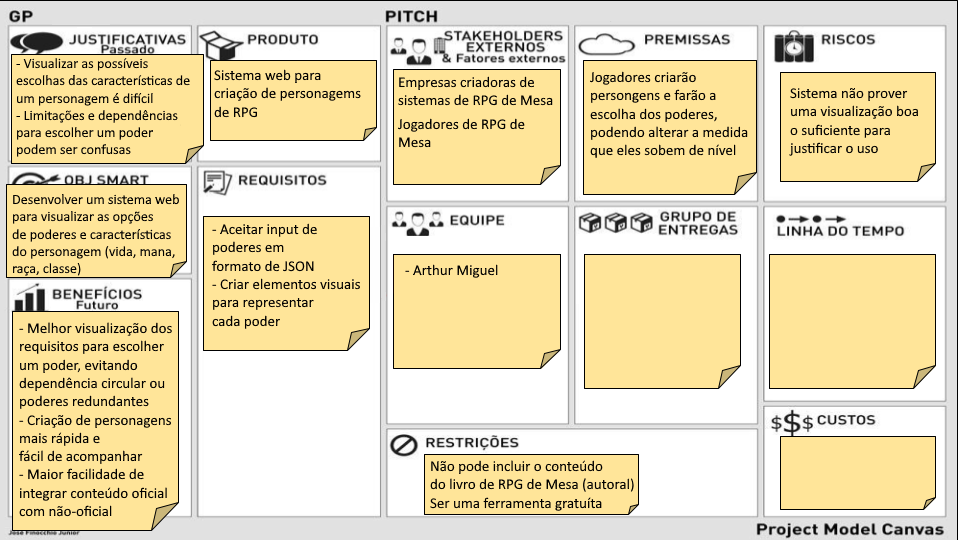 GP
PITCH
JUSTIFICATIVAS
Passado
- Visualizar as possíveis
escolhas das características de
um personagem é difícil
- Limitações e dependências
para escolher um poder
podem ser confusas
PRODUTO
Sistema web para
criação de personagems
de RPG
STAKEHOLDERS
EXTERNOS
& Fatores externos
Empresas criadoras de
sistemas de RPG de Mesa
Jogadores de RPG de
Mesa
PREMISSAS
Jogadores criarão
persongens e farão a
escolha dos poderes,
podendo alterar a medida
que eles sobem de nível
RISCOS
Sistema não prover
uma visualização boa
o suficiente para
justificar o uso
OBJ SMART
Desenvolver um sistema web
para visualizar as opções
de poderes e características
do personagem (vida, mana,
raça, classe)
REQUISITOS
- Aceitar input de
poderes em
formato de JSON
- Criar elementos visuais
para representar
cada poder
EQUIPE
- Arthur Miguel
GRUPO DE
ENTREGAS
LINHA DO TEMPO
BENEFÍCIOS
Futuro
- Melhor visualização dos
requisitos para escolher
um poder, evitando
dependência circular ou
poderes redundantes
- Criação de personagens
mais rápida e
fácil de acompanhar
- Maior facilidade de
integrar conteúdo oficial
com não-oficial
RESTRIÇÕES
Não pode incluir o conteúdo
do livro de RPG de Mesa (autoral)
Ser uma ferramenta gratuíta
$$$ CUSTOS
José Finocchio Junior
Project Model Canvas